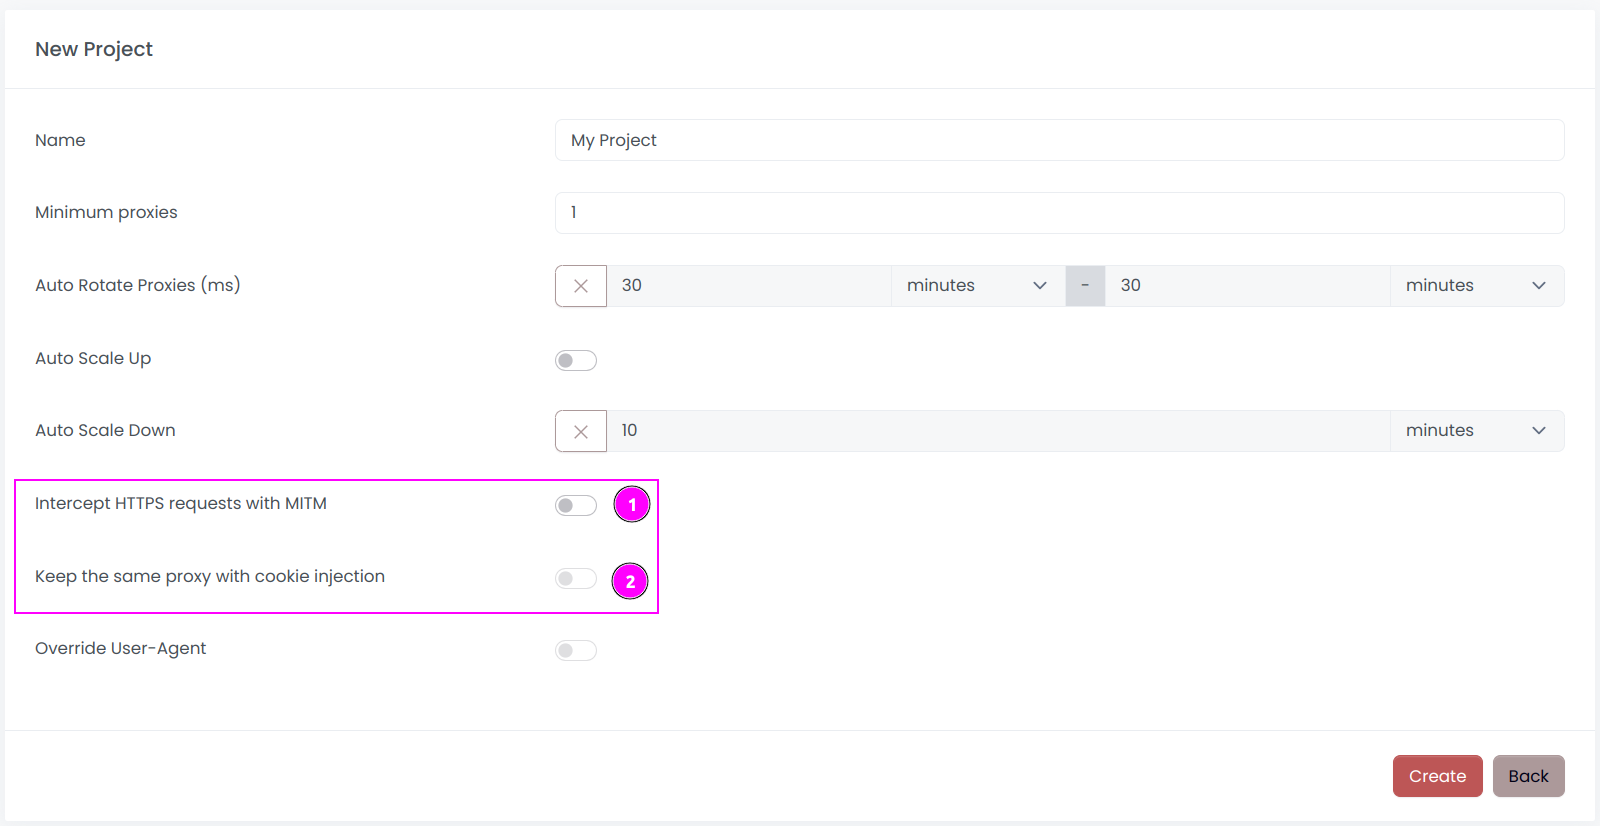 New Project
Name
My Project
Minimum proxies
1
Auto Rotate Proxies (ms)
30 minutes - 30 minutes
Auto Scale Up
Auto Scale Down
10 minutes
Intercept HTTPS requests with MITM
1
Keep the same proxy with cookie injection
2
Override User-Agent
Create
Back